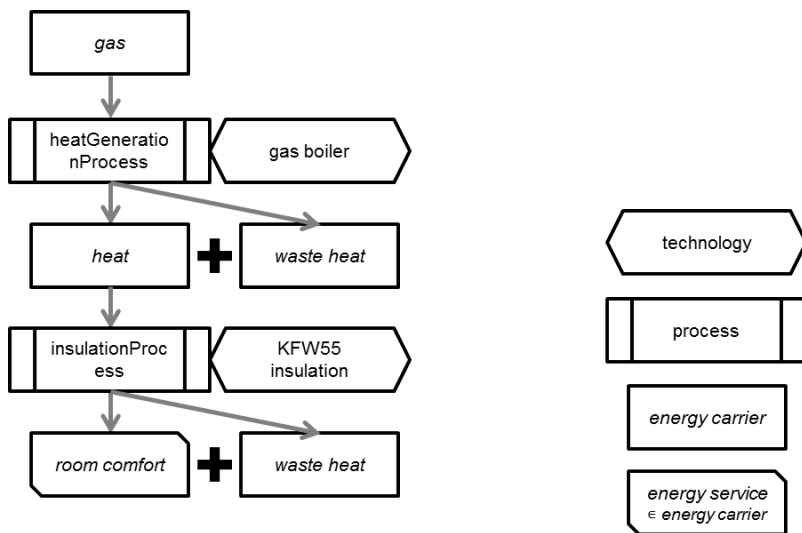 gas
heatGeneratio
nProcess
gas boiler
heat
waste heat
insulationProc
ess
KFW55
insulation
room comfort
waste heat
technology
process
energy carrier
energy service
∈ energy carrier